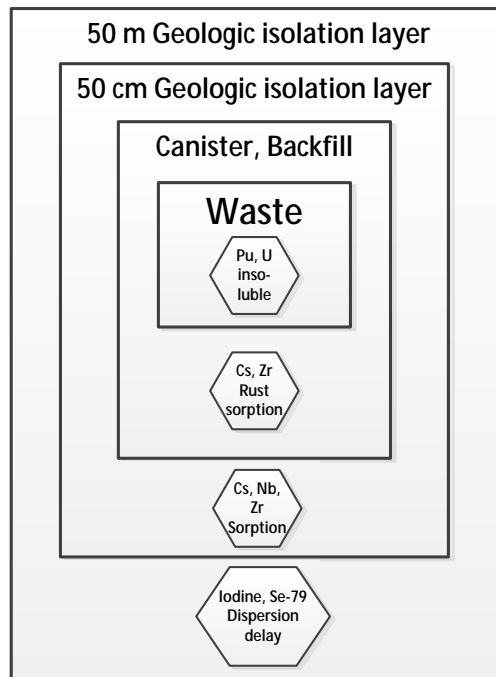 50 m Geologic isolation layer
50 cm Geologic isolation layer
Canister, Backfill
Waste
Pu, U
inso-
luble
Cs, Zr
Rust
sorption
Cs, Nb,
Zr
Sorption
Iodine, Se-79
Dispersion
delay